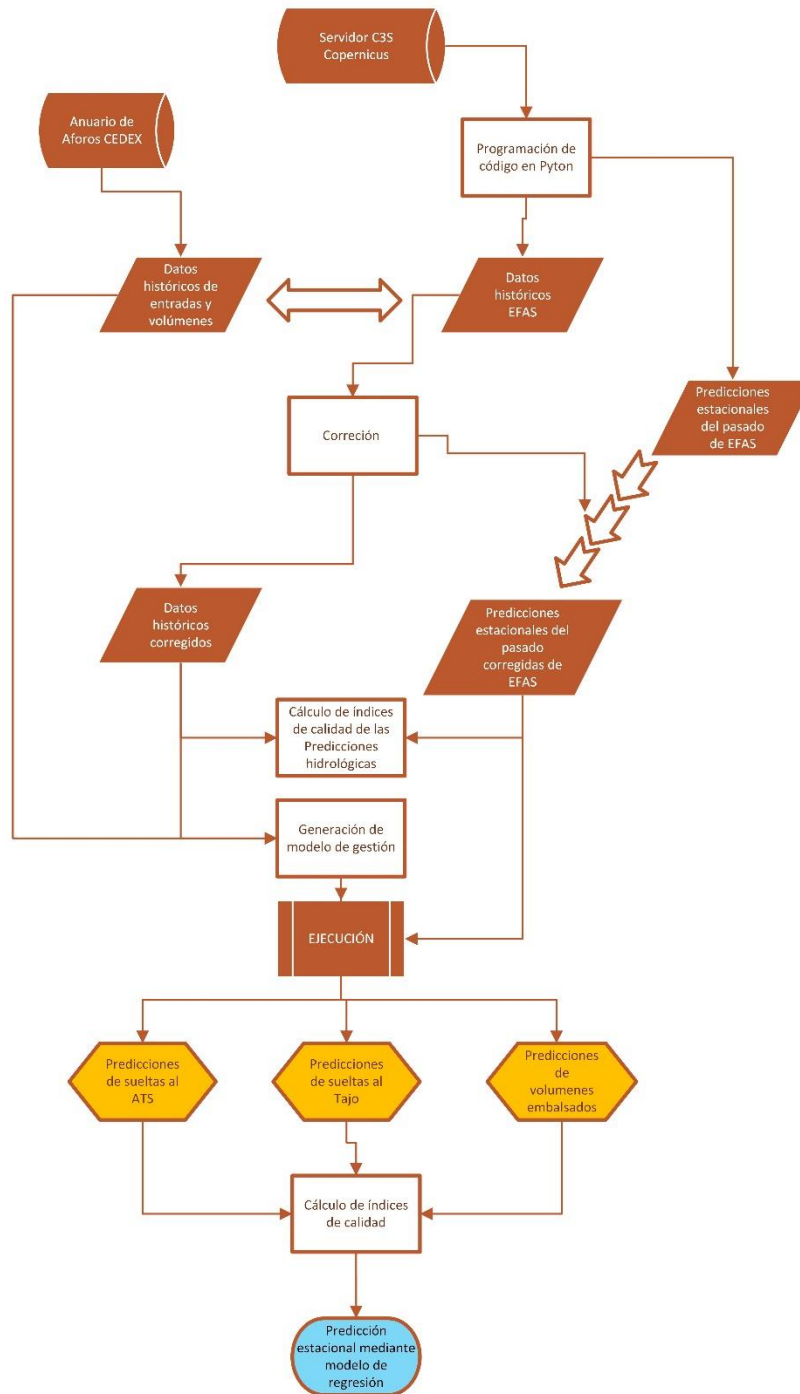 Servidor C3S
Copernicus
Anuario de
Aforos CEDEX
Programación de
código en Pyton
Datos
históricos de
entradas y
volúmenes
Datos
históricos
EFAS
Predicciones
estacionales
del pasado
de EFAS
Correción
Datos
históricos
corregidos
Predicciones
estacionales del
pasado
corregidas de
EFAS
Cálculo de índices
de calidad de las
Predicciones
hidrológicas
Generación de
modelo de gestión
EJECUCIÓN
Predicciones
de sueltas al
ATS
Predicciones
de sueltas al
Tajo
Predicciones
de
volumenes
embalsados
Cálculo de índices
de calidad
Predicción
estacional mediante
modelo de
regresión